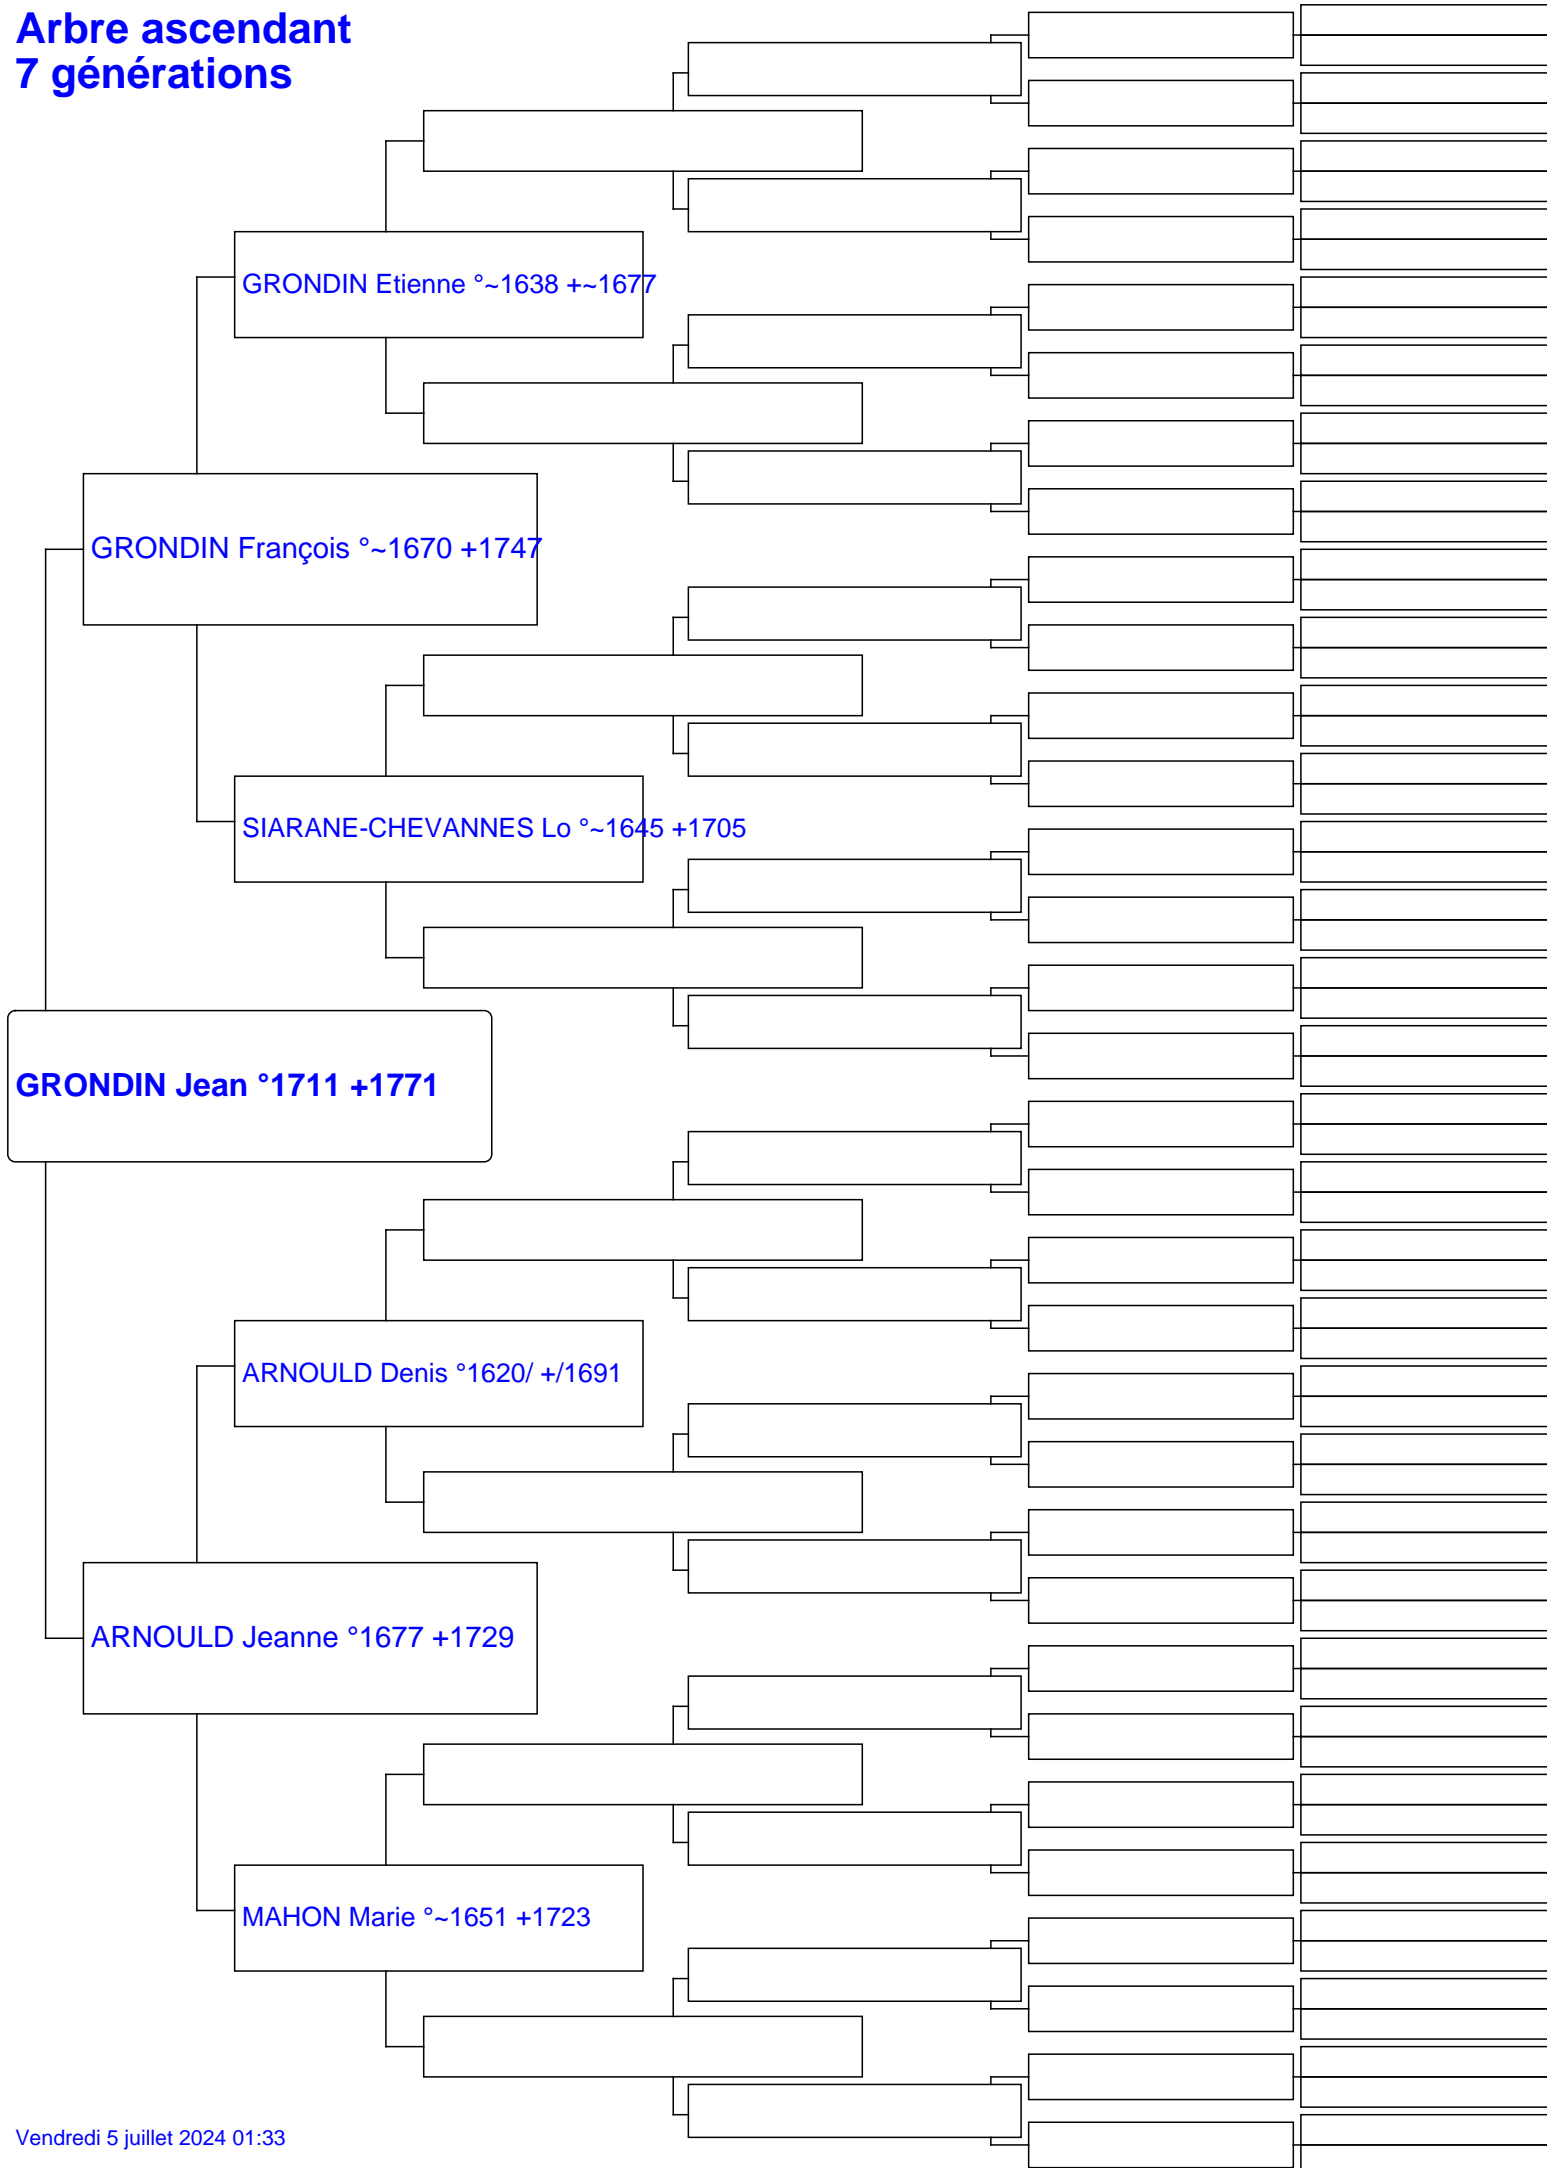 Arbre ascendant
7 générations
GRONDIN Etienne °~1638 +~1677
GRONDIN François °~1670 +1747
SIARANE-CHEVANNES Lo °~1645 +1705
GRONDIN Jean °1711 +1771
ARNOULD Denis °1620/ +/1691
ARNOULD Jeanne °1677 +1729
MAHON Marie °~1651 +1723
Vendredi 5 juillet 2024 01:33